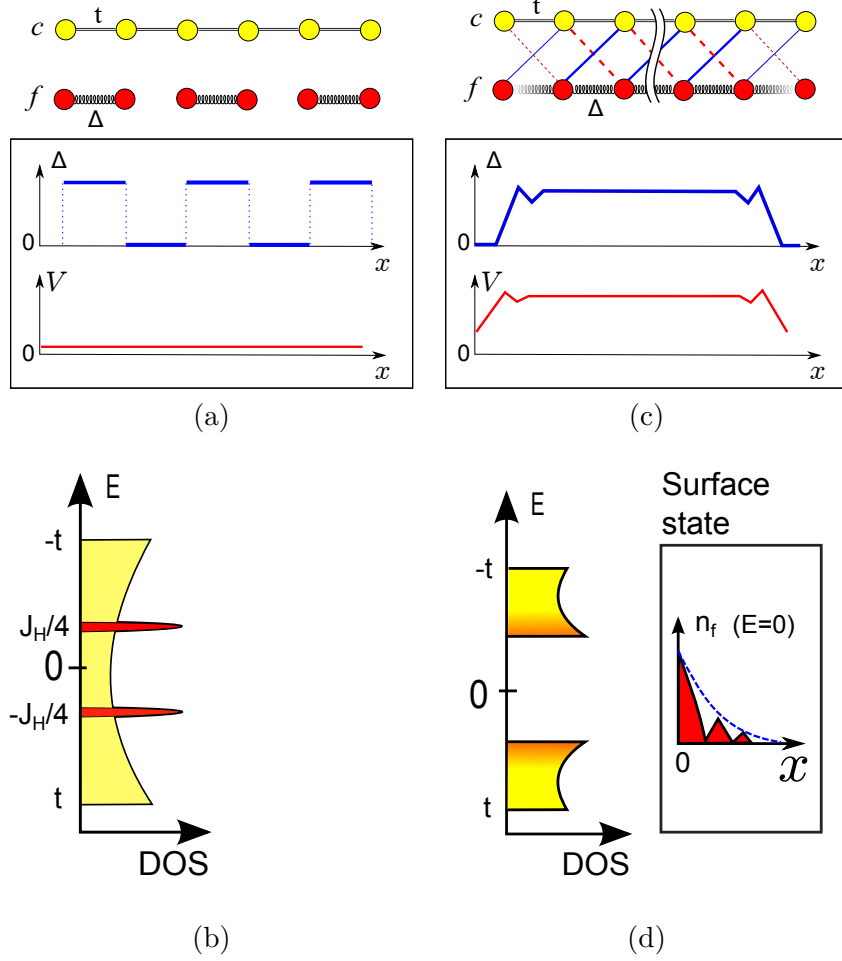 c t
f
Δ
Δ
0
x
V
0
x
(a)
t
c
f
Δ
Δ
0
x
V
0
x
(c)
E
-t
J_H/4
0
-J_H/4
t
DOS
(b)
E
-t
0
t
DOS
Surface
state
n_f (E=0)
0
x
(d)